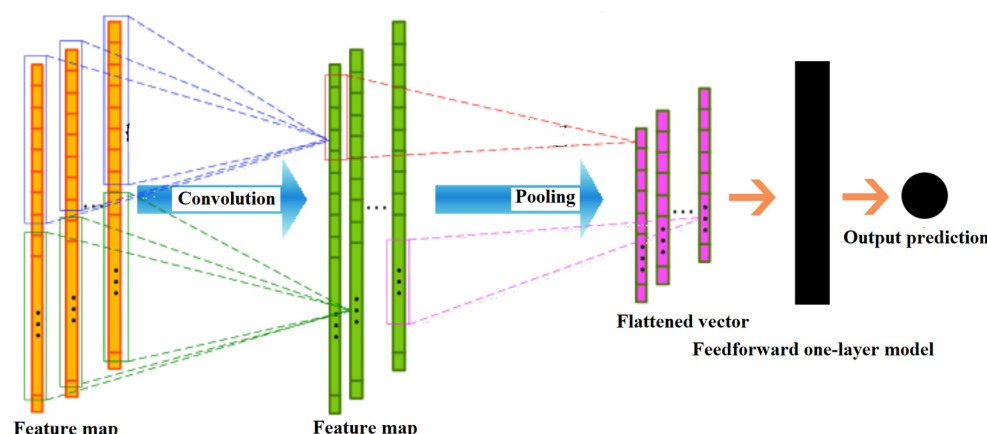 Convolution
Pooling
Output prediction
Flattened vector
Feedforward one-layer model
Feature map
Feature map